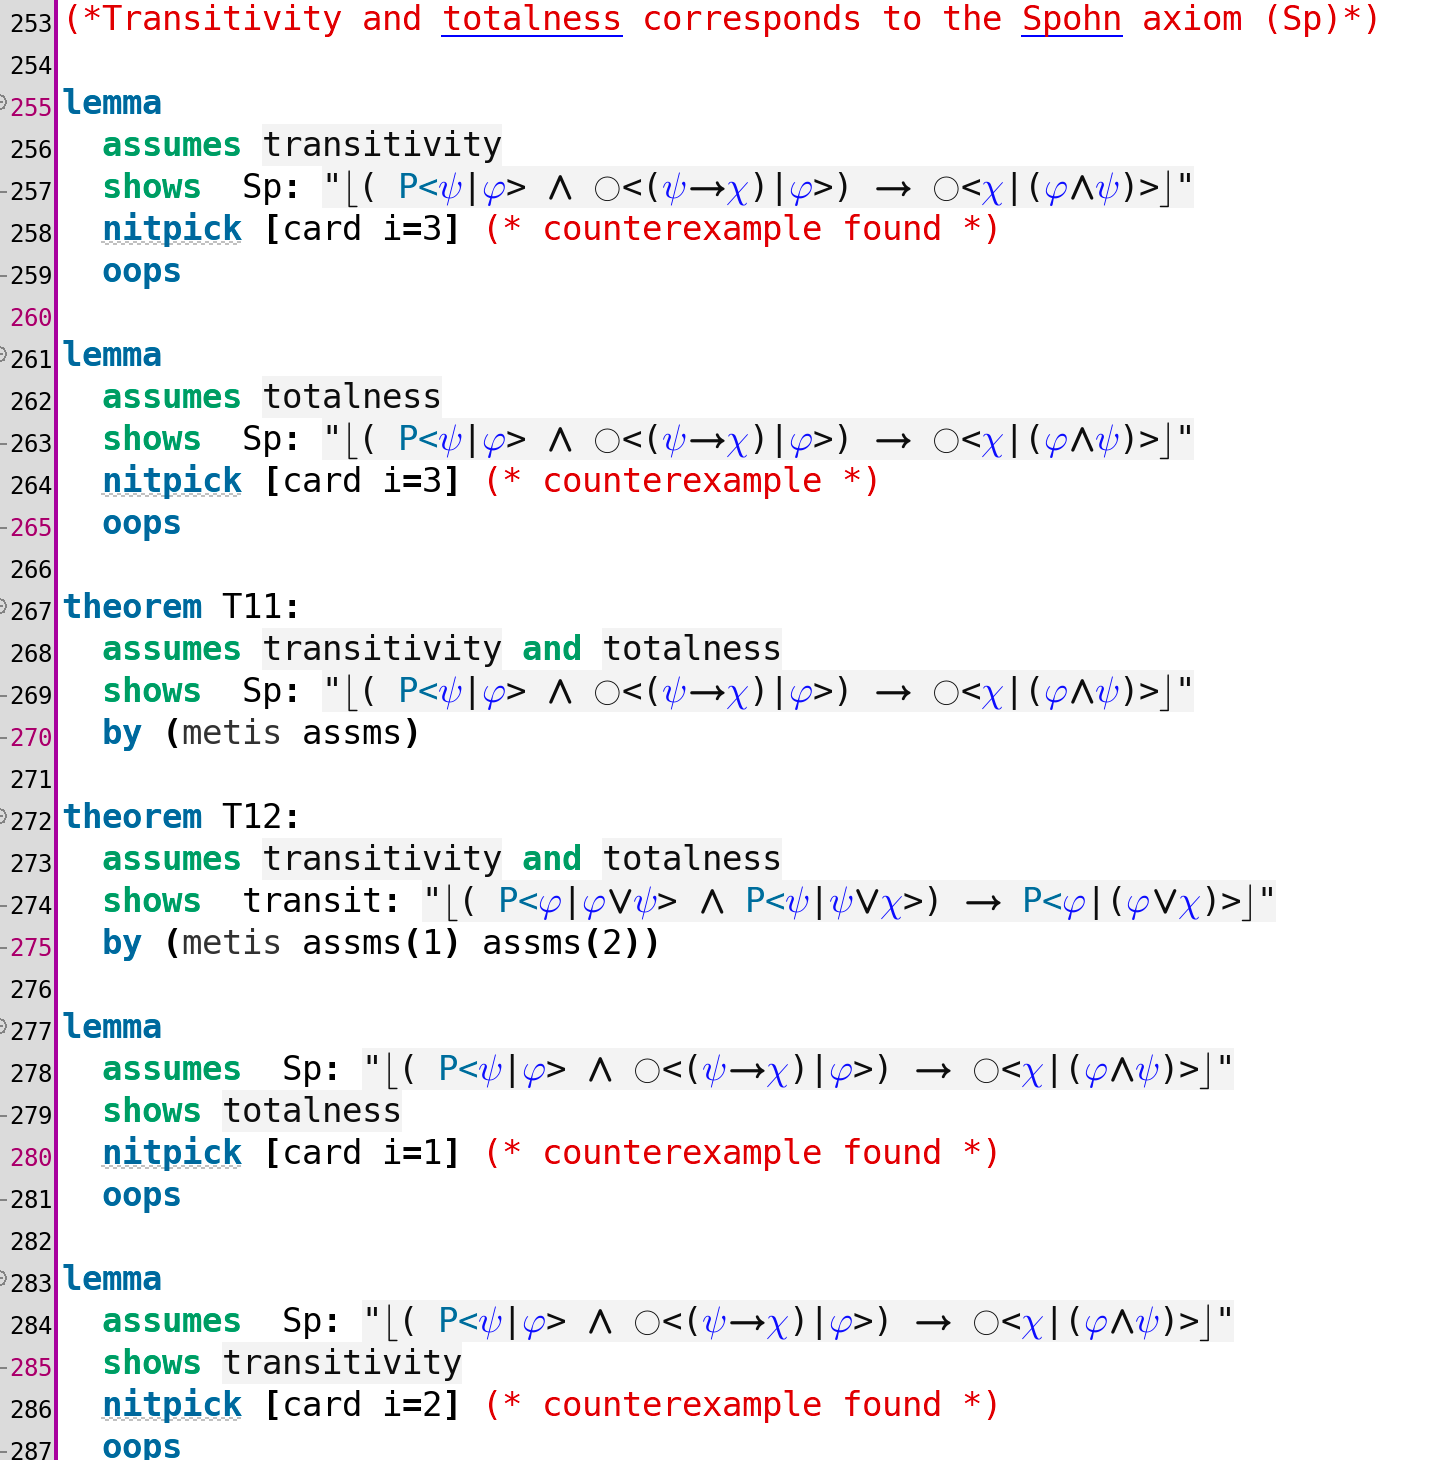 253 (*Transitivity and totalness corresponds to the Spohn axiom (Sp)*)
254
255 lemma
256 assumes transitivity
257 shows Sp: "⌊( P<ψ|φ> ∧ ◯<(ψ→χ)|φ>) → ◯<χ|(φ∧ψ)>⌋"
258 nitpick [card i=3] (* counterexample found *)
259 oops
260
261 lemma
262 assumes totalness
263 shows Sp: "⌊( P<ψ|φ> ∧ ◯<(ψ→χ)|φ>) → ◯<χ|(φ∧ψ)>⌋"
264 nitpick [card i=3] (* counterexample *)
265 oops
266
267 theorem T11:
268 assumes transitivity and totalness
269 shows Sp: "⌊( P<ψ|φ> ∧ ◯<(ψ→χ)|φ>) → ◯<χ|(φ∧ψ)>⌋"
270 by (metis assms)
271
272 theorem T12:
273 assumes transitivity and totalness
274 shows transit: "⌊( P<φ|φ∨ψ> ∧ P<ψ|ψ∨χ>) → P<φ|(φ∨χ)>⌋"
275 by (metis assms(1) assms(2))
276
277 lemma
278 assumes Sp: "⌊( P<ψ|φ> ∧ ◯<(ψ→χ)|φ>) → ◯<χ|(φ∧ψ)>⌋"
279 shows totalness
280 nitpick [card i=1] (* counterexample found *)
281 oops
282
283 lemma
284 assumes Sp: "⌊( P<ψ|φ> ∧ ◯<(ψ→χ)|φ>) → ◯<χ|(φ∧ψ)>⌋"
285 shows transitivity
286 nitpick [card i=2] (* counterexample found *)
287 oops